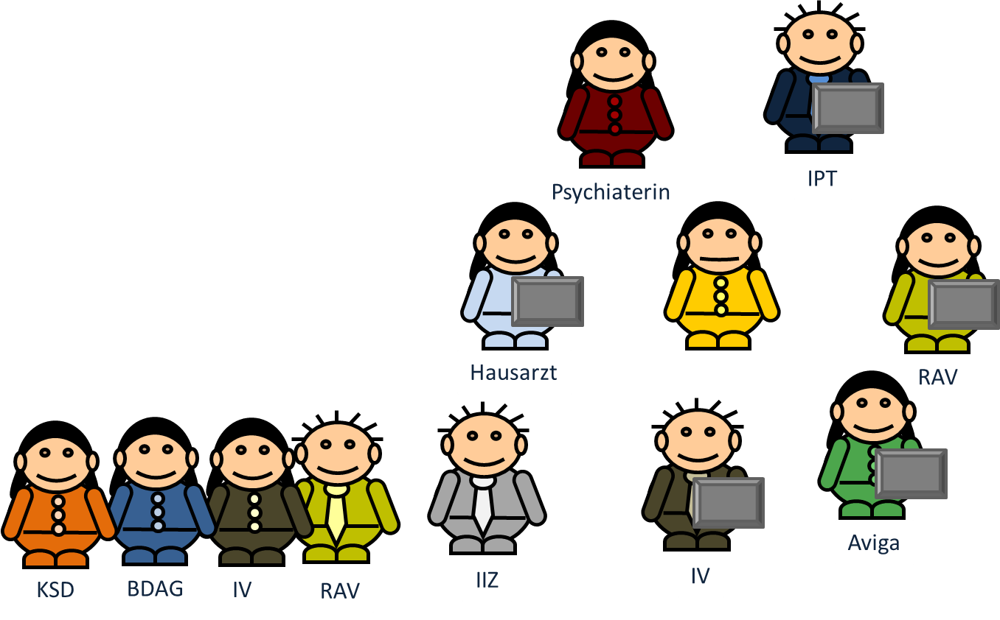 Psychiaterin
IPT
Hausarzt
RAV
Aviga
KSD
BDAG
IV
RAV
IIZ
IV